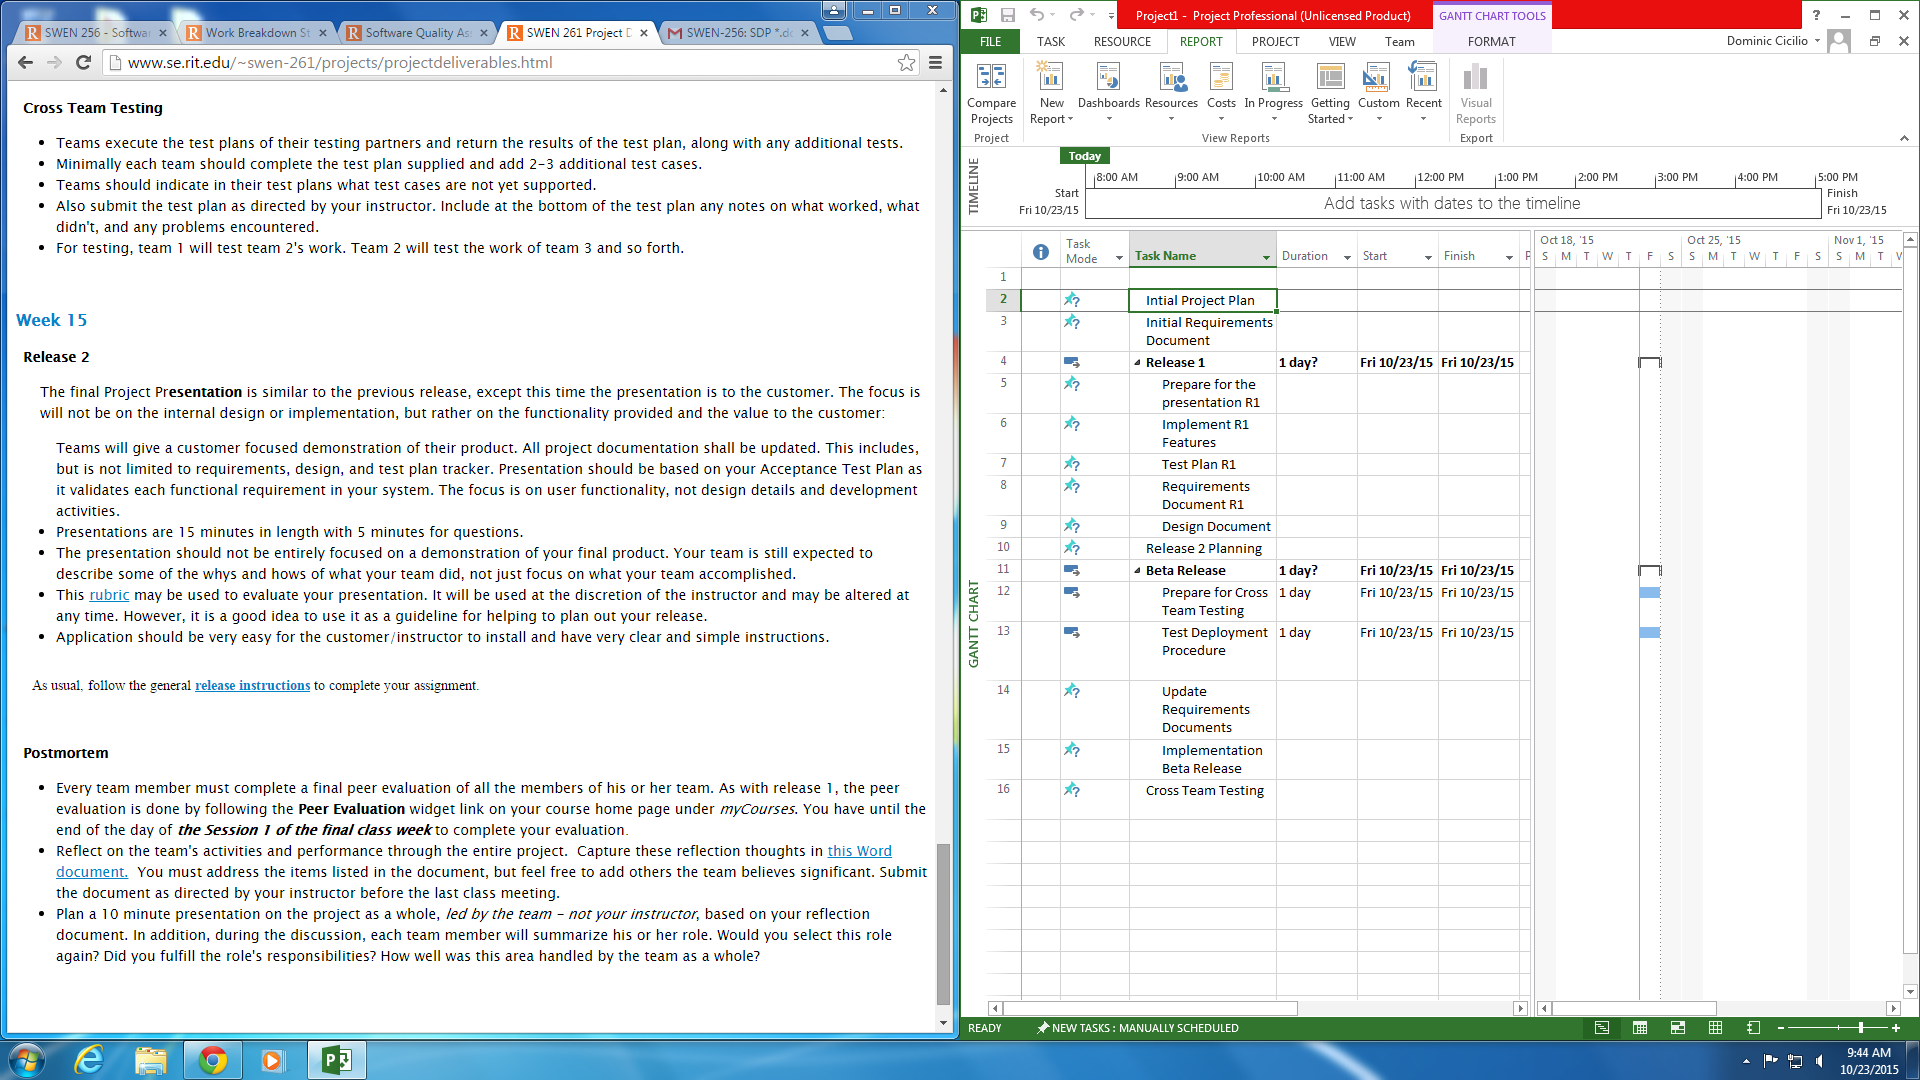 SWEN 256 - Softwa
Work Breakdown St
Software Quality Ass
SWEN 261 Project D
SWEN-256: SDP *.do
www.se.rit.edu/~swen-261/projects/projectdeliverables.html
Cross Team Testing
• Teams execute the test plans of their testing partners and return the results of the test plan, along with any additional tests.
• Minimally each team should complete the test plan supplied and add 2-3 additional test cases.
• Teams should indicate in their test plans what test cases are not yet supported.
• Also submit the test plan as directed by your instructor. Include at the bottom of the test plan any notes on what worked, what
didn't, and any problems encountered.
• For testing, team 1 will test team 2's work. Team 2 will test the work of team 3 and so forth.
Week 15
Release 2
The final Project Presentation is similar to the previous release, except this time the presentation is to the customer. The focus is
will not be on the internal design or implementation, but rather on the functionality provided and the value to the customer:
Teams will give a customer focused demonstration of their product. All project documentation shall be updated. This includes,
but is not limited to requirements, design, and test plan tracker. Presentation should be based on your Acceptance Test Plan as
it validates each functional requirement in your system. The focus is on user functionality, not design details and development
activities.
• Presentations are 15 minutes in length with 5 minutes for questions.
• The presentation should not be entirely focused on a demonstration of your final product. Your team is still expected to
describe some of the whys and hows of what your team did, not just focus on what your team accomplished.
• This rubric may be used to evaluate your presentation. It will be used at the discretion of the instructor and may be altered at
any time. However, it is a good idea to use it as a guideline for helping to plan out your release.
• Application should be very easy for the customer/instructor to install and have very clear and simple instructions.
As usual, follow the general release instructions to complete your assignment.
Postmortem
• Every team member must complete a final peer evaluation of all the members of his or her team. As with release 1, the peer
evaluation is done by following the Peer Evaluation widget link on your course home page under myCourses. You have until the
end of the day of the Session 1 of the final class week to complete your evaluation.
• Reflect on the team's activities and performance through the entire project. Capture these reflection thoughts in this Word
document. You must address the items listed in the document, but feel free to add others the team believes significant. Submit
the document as directed by your instructor before the last class meeting.
• Plan a 10 minute presentation on the project as a whole, led by the team - not your instructor, based on your reflection
document. In addition, during the discussion, each team member will summarize his or her role. Would you select this role
again? Did you fulfill the role's responsibilities? How well was this area handled by the team as a whole?
Project1 - Project Professional (Unlicensed Product)
GANTT CHART TOOLS
FILE TASK RESOURCE REPORT PROJECT VIEW Team FORMAT
Dominic Cicilio
Compare Projects
New Report
Dashboards
Resources
Costs
In Progress
Getting Started
Custom
Recent
Visual Reports
Project
View Reports
Export
TIMELINE
Today
8:00 AM 9:00 AM 10:00 AM 11:00 AM 12:00 PM 1:00 PM 2:00 PM 3:00 PM 4:00 PM 5:00 PM
Start
Fri 10/23/15
Add tasks with dates to the timeline
Finish
Fri 10/23/15
Task Mode Task Name Duration Start Finish P
Oct 18, '15 Oct 25, '15 Nov 1, '15
S M T W T F S S M T W T F S S M T W
1
2 Intial Project Plan
3 Initial Requirements
Document
4 Release 1 1 day? Fri 10/23/15 Fri 10/23/15
5 Prepare for the
presentation R1
6 Implement R1
Features
7 Test Plan R1
8 Requirements
Document R1
9 Design Document
10 Release 2 Planning
11 Beta Release 1 day? Fri 10/23/15 Fri 10/23/15
12 Prepare for Cross 1 day Fri 10/23/15 Fri 10/23/15
Team Testing
13 Test Deployment 1 day Fri 10/23/15 Fri 10/23/15
Procedure
14 Update
Requirements
Documents
15 Implementation
Beta Release
16 Cross Team Testing
GANTT CHART
READY NEW TASKS : MANUALLY SCHEDULED
9:44 AM
10/23/2015